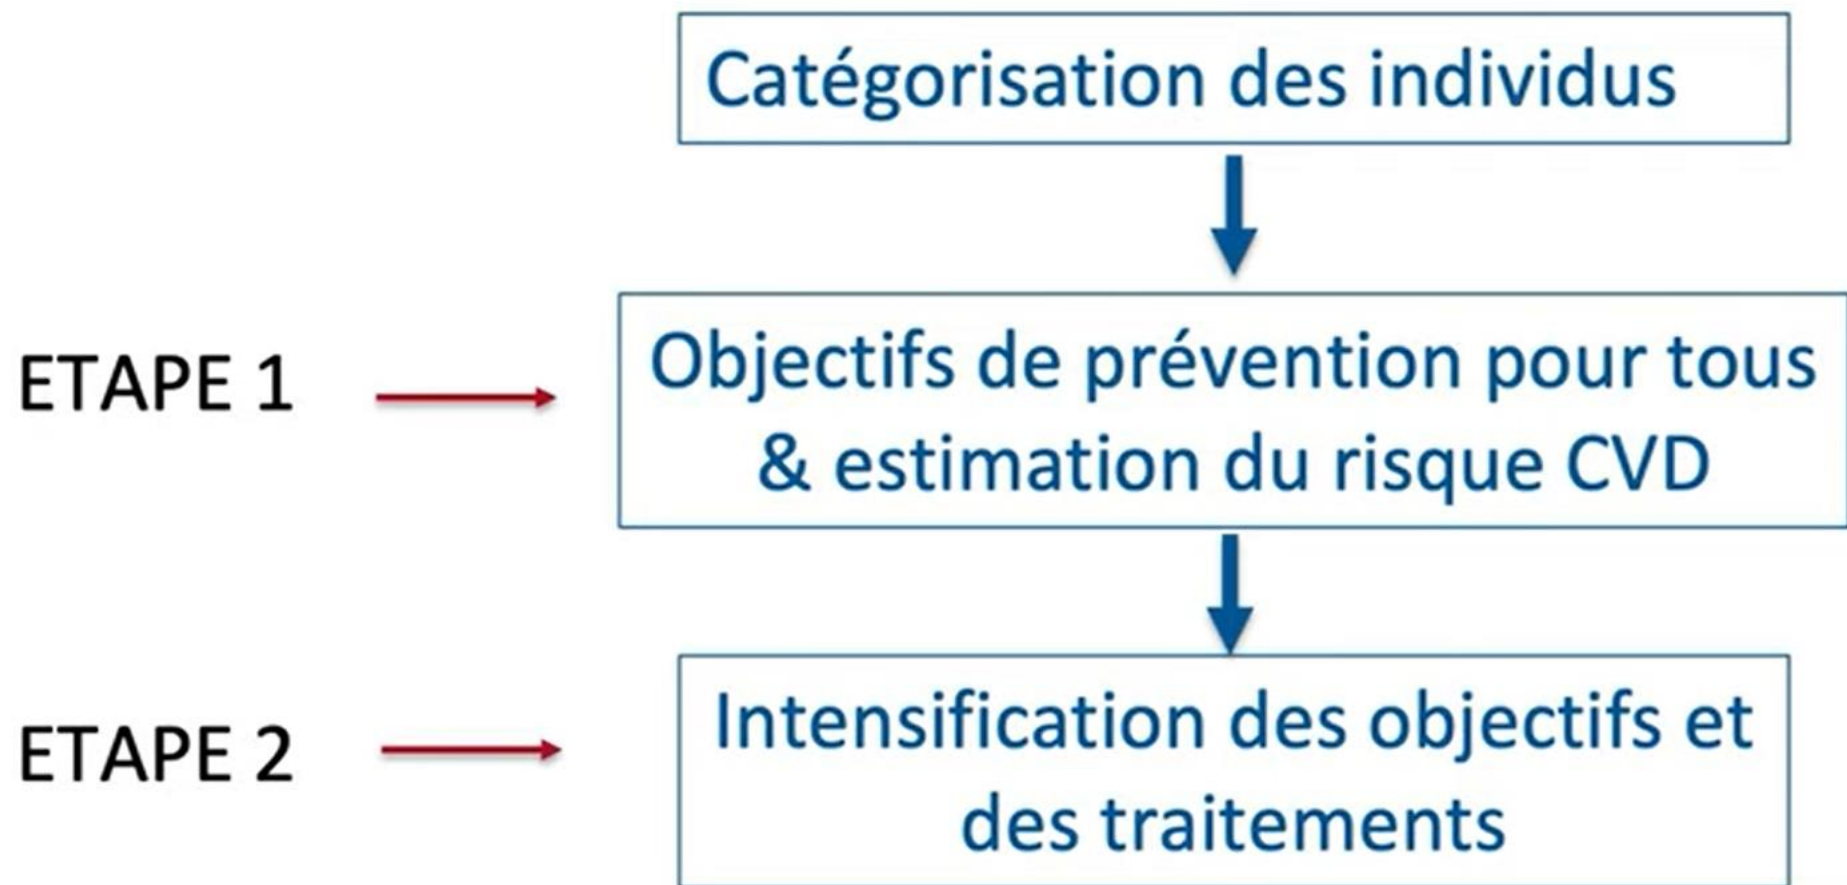 Catégorisation des individus
ETAPE 1
Objectifs de prévention pour tous
& estimation du risque CVD
ETAPE 2
Intensification des objectifs et
des traitements